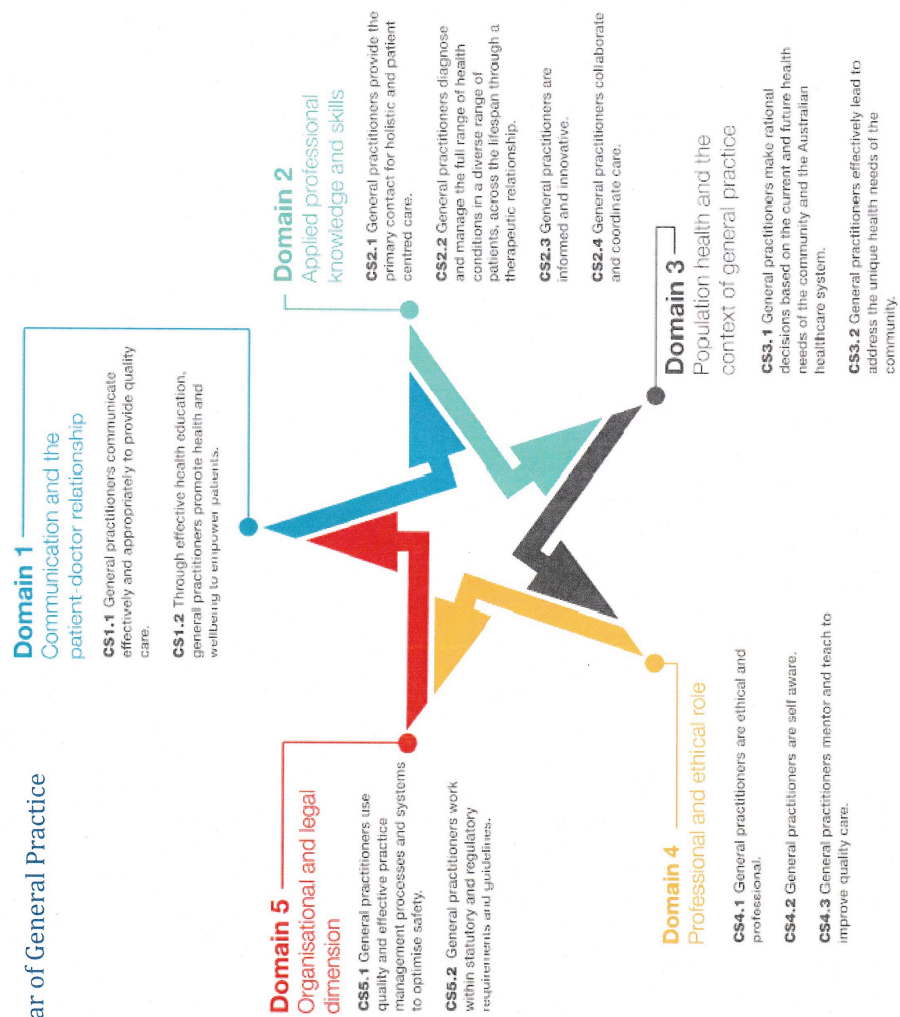 ar of General Practice
Domain 1
Communication and the
patient-doctor relationship
CS1.1 General practitioners communicate
effectively and appropriately to provide quality
care.
CS1.2 Through effective health education,
general practitioners promote health and
wellbeing to empower patients.
Domain 2
Applied professional
knowledge and skills
CS2.1 General practitioners provide the
primary contact for holistic and patient
centred care.
CS2.2 General practitioners diagnose
and manage the full range of health
conditions in a diverse range of
patients, across the lifespan through a
therapeutic relationship.
CS2.3 General practitioners are
informed and innovative.
CS2.4 General practitioners collaborate
and coordinate care.
Domain 3
Population health and the
context of general practice
CS3.1 General practitioners make rational
decisions based on the current and future health
needs of the community and the Australian
healthcare system.
CS3.2 General practitioners effectively lead to
address the unique health needs of the
community.
Domain 4
Professional and ethical role
CS4.1 General practitioners are ethical and
professional.
CS4.2 General practitioners are self aware.
CS4.3 General practitioners mentor and teach to
improve quality care.
Domain 5
Organisational and legal
dimension
CS5.1 General practitioners use
quality and effective practice
management processes and systems
to optimise safety.
CS5.2 General practitioners work
within statutory and regulatory
requirements and guidelines.